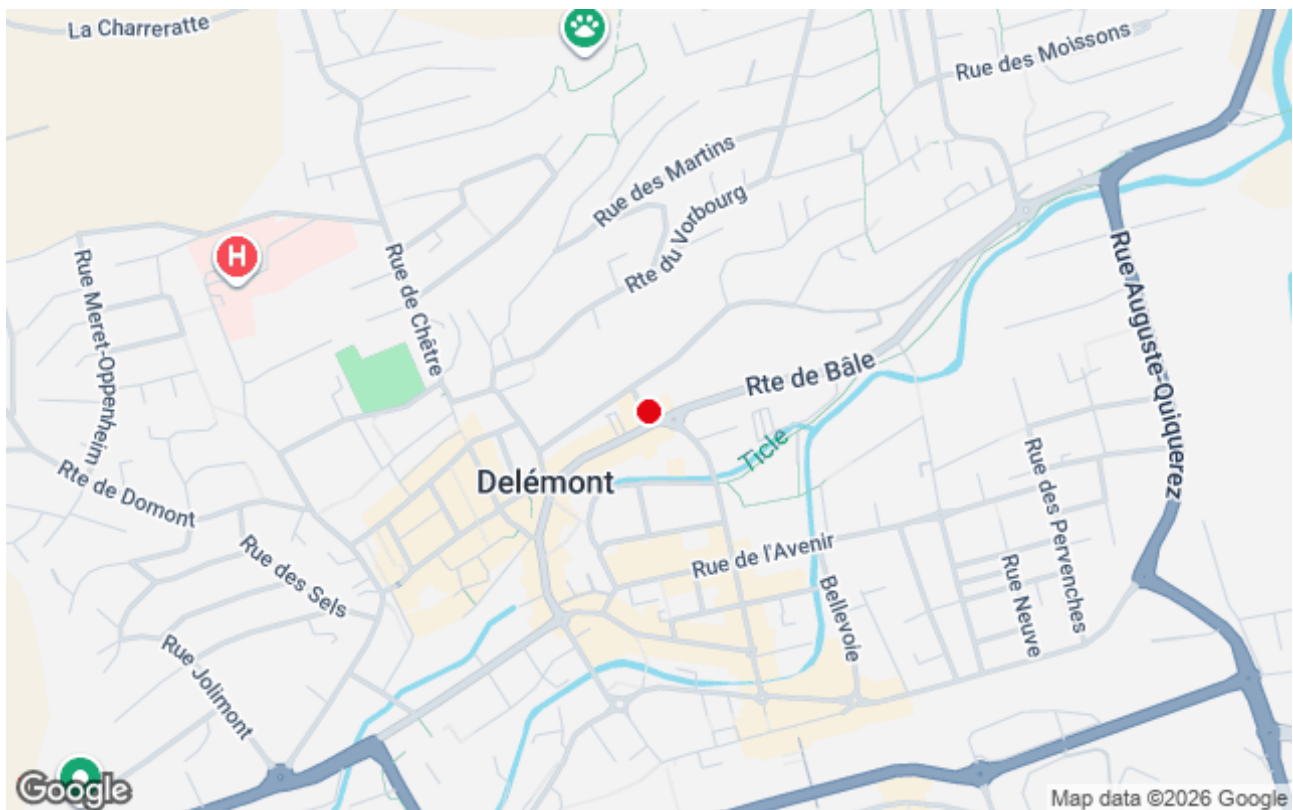 La Charreratte
Rue des Moissons
Rue des Martins
Rte du Vorbourg
H
Rue de Chêtre
Rue Meret-Oppenheim
Rue Auguste-Quiquerez
Rte de Bâle
Ticle
Delémont
Rte de Domont
Rue des Sels
Rue de l'Avenir
Rue des Pervenches
Rue Neuve
Bellevoie
Rue Jolimont
Google
Map data ©2026 Google